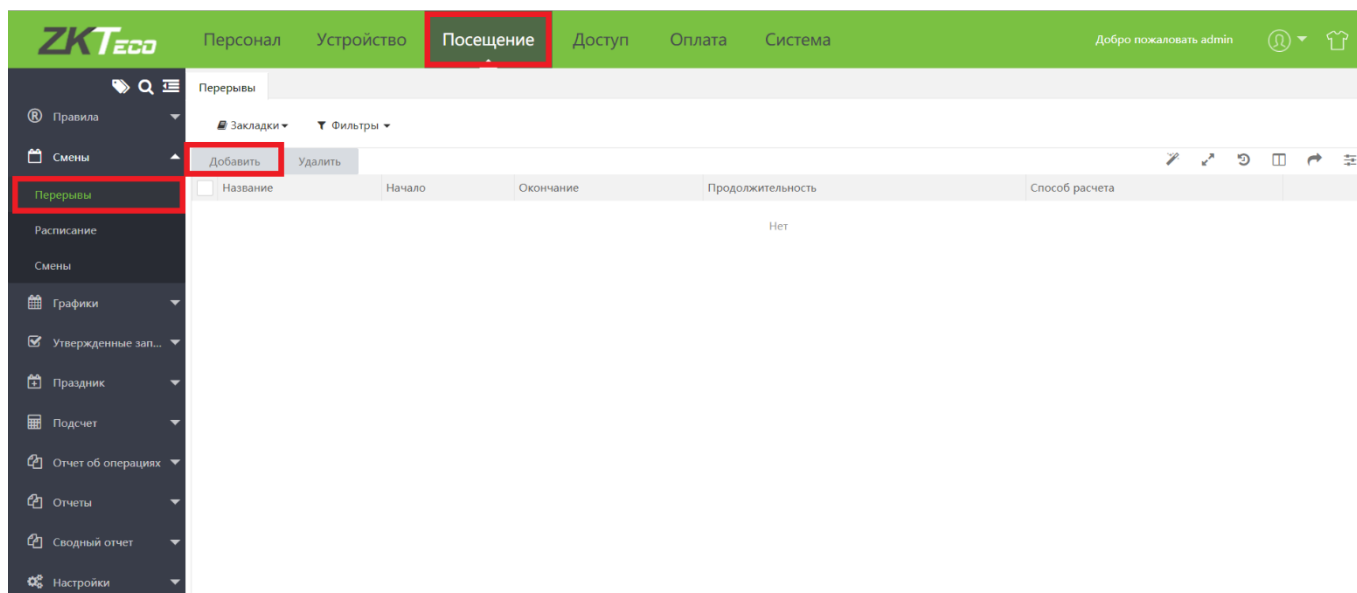 ZKTeco Персонал Устройство Посещение Доступ Оплата Система Добро пожаловать admin
Перерывы
® Правила
Закладки Фильтры
Смены
Добавить Удалить
Название Начало Окончание Продолжительность Способ расчета
Перерывы
Нет
Расписание
Смены
Графики
Утвержденные зап...
Праздник
Подсчет
Отчет об операциях
Отчеты
Сводный отчет
Настройки